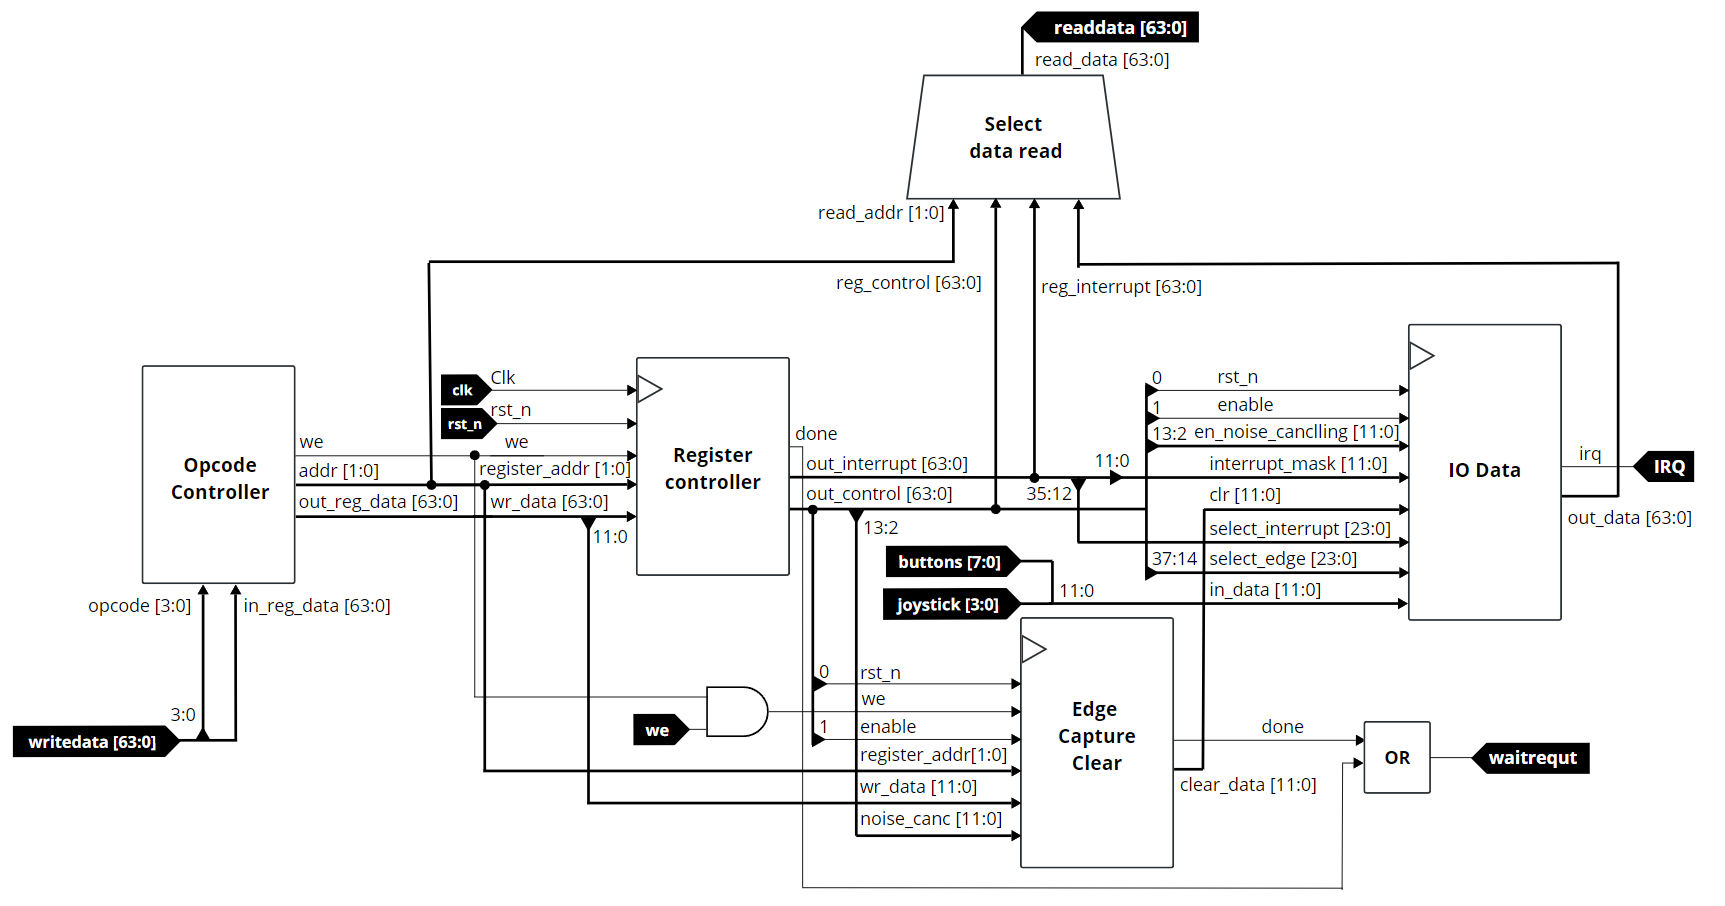 readdata [63:0]
read_data [63:0]
Select
data read
read_addr [1:0]
reg_control [63:0]
reg_interrupt [63:0]
clk
Clk
rst_n
rst_n
we
we
addr [1:0]
register_addr [1:0]
out_reg_data [63:0]
wr_data [63:0]
11:0
Opcode
Controller
opcode [3:0]
in_reg_data [63:0]
3:0
writedata [63:0]
Register
controller
done
out_interrupt [63:0]
out_control [63:0]
13:2
35:12
11:0
0
rst_n
1
enable
13:2
en_noise_canclling [11:0]
interrupt_mask [11:0]
clr [11:0]
select_interrupt [23:0]
37:14
select_edge [23:0]
in_data [11:0]
IO Data
irq
IRQ
out_data [63:0]
buttons [7:0]
joystick [3:0]
11:0
0
rst_n
we
we
1
enable
register_addr[1:0]
wr_data [11:0]
noise_canc [11:0]
Edge
Capture
Clear
done
clear_data [11:0]
OR
waitrequt